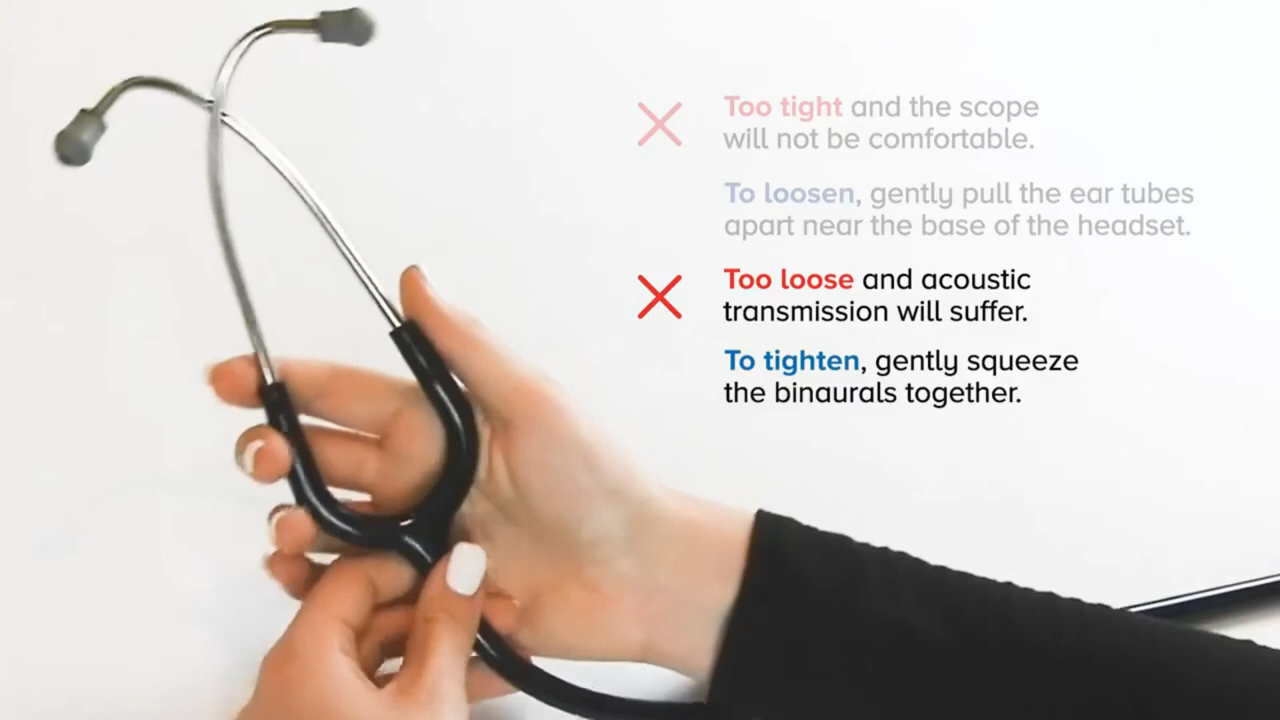 Too tight and the scope
will not be comfortable.
To loosen, gently pull the ear tubes
apart near the base of the headset.
Too loose and acoustic
transmission will suffer.
To tighten, gently squeeze
the binaurals together.